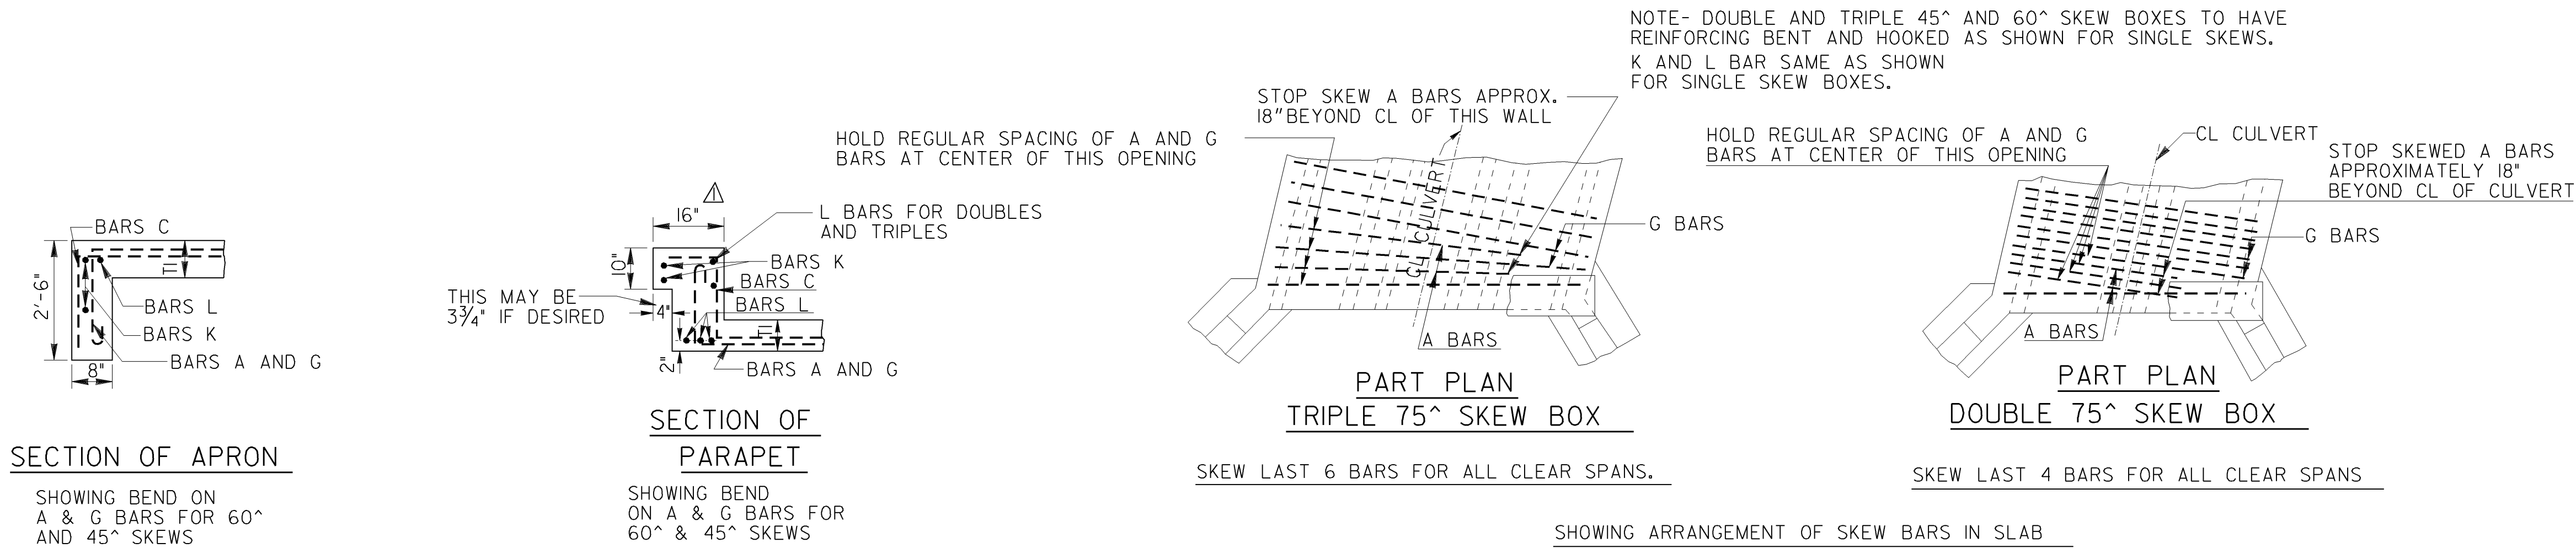 NOTE- DOUBLE AND TRIPLE 45^ AND 60^ SKEW BOXES TO HAVE
REINFORCING BENT AND HOOKED AS SHOWN FOR SINGLE SKEWS.
K AND L BAR SAME AS SHOWN
FOR SINGLE SKEW BOXES.
BARS C
2'-6"
T1
BARS L
BARS K
BARS A AND G
8"
SECTION OF APRON
SHOWING BEND ON
A & G BARS FOR 60^
AND 45^ SKEWS
1
16"
L BARS FOR DOUBLES
AND TRIPLES
10"
BARS K
BARS C
THIS MAY BE
3¾" IF DESIRED
4"
BARS L
T1
2"
BARS A AND G
SECTION OF
PARAPET
SHOWING BEND
ON A & G BARS FOR
60^ & 45^ SKEWS
STOP SKEW A BARS APPROX.
18"BEYOND CL OF THIS WALL
HOLD REGULAR SPACING OF A AND G
BARS AT CENTER OF THIS OPENING
CL CULVERT
G BARS
A BARS
PART PLAN
TRIPLE 75^ SKEW BOX
SKEW LAST 6 BARS FOR ALL CLEAR SPANS.
HOLD REGULAR SPACING OF A AND G
BARS AT CENTER OF THIS OPENING
CL CULVERT
STOP SKEWED A BARS
APPROXIMATELY 18"
BEYOND CL OF CULVERT
G BARS
A BARS
PART PLAN
DOUBLE 75^ SKEW BOX
SKEW LAST 4 BARS FOR ALL CLEAR SPANS
SHOWING ARRANGEMENT OF SKEW BARS IN SLAB